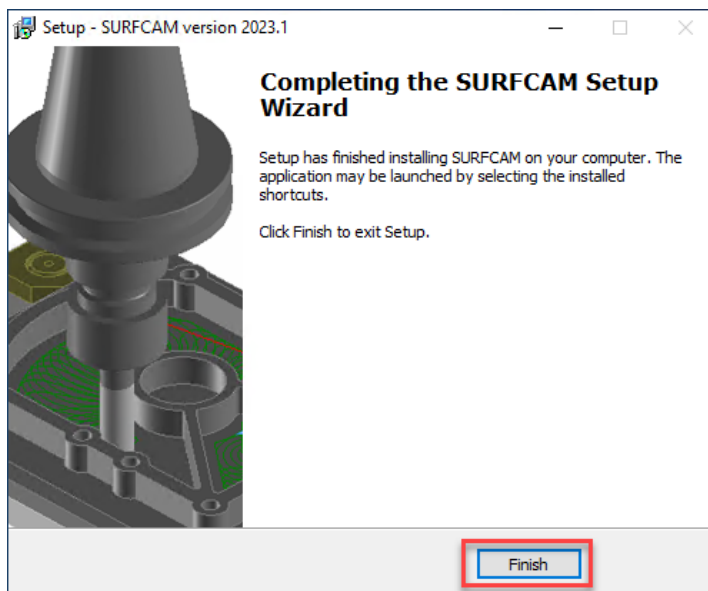 Setup - SURFCAM version 2023.1
Completing the SURFCAM Setup
Wizard
Setup has finished installing SURFCAM on your computer. The
application may be launched by selecting the installed
shortcuts.
Click Finish to exit Setup.
Finish